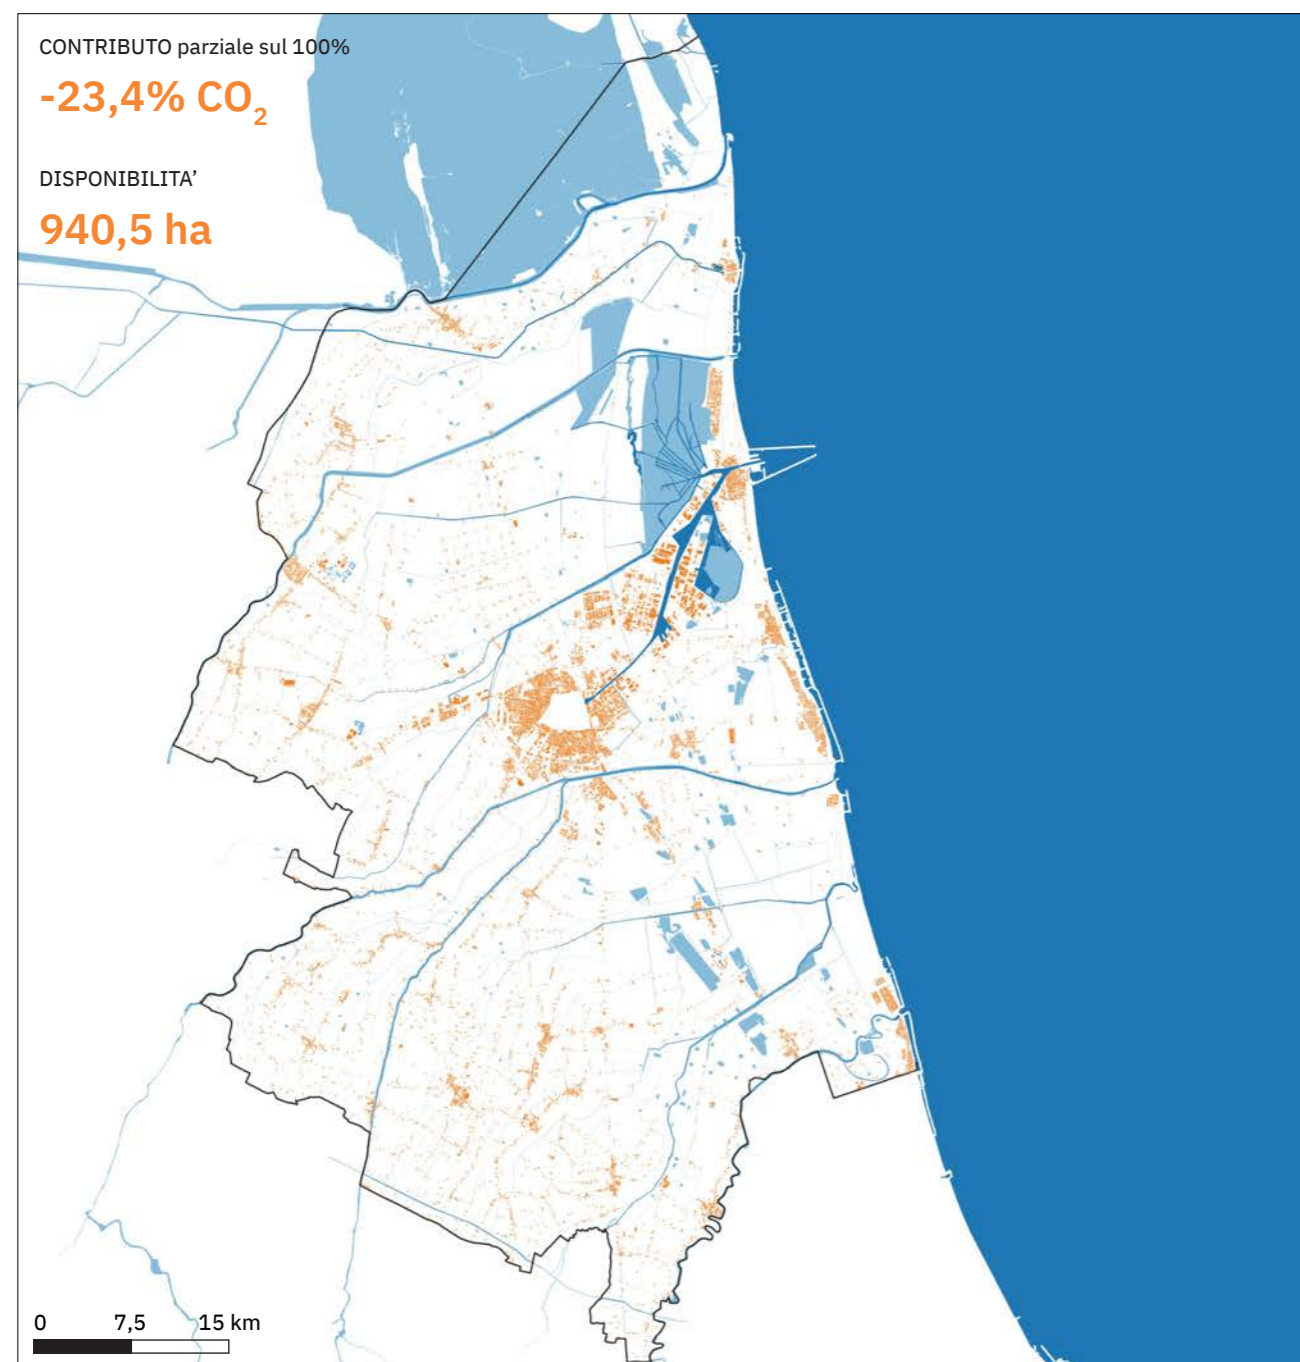 CONTRIBUTO parziale sul 100%
-23,4% CO₂
DISPONIBILITA’
940,5 ha
0 7,5 15 km